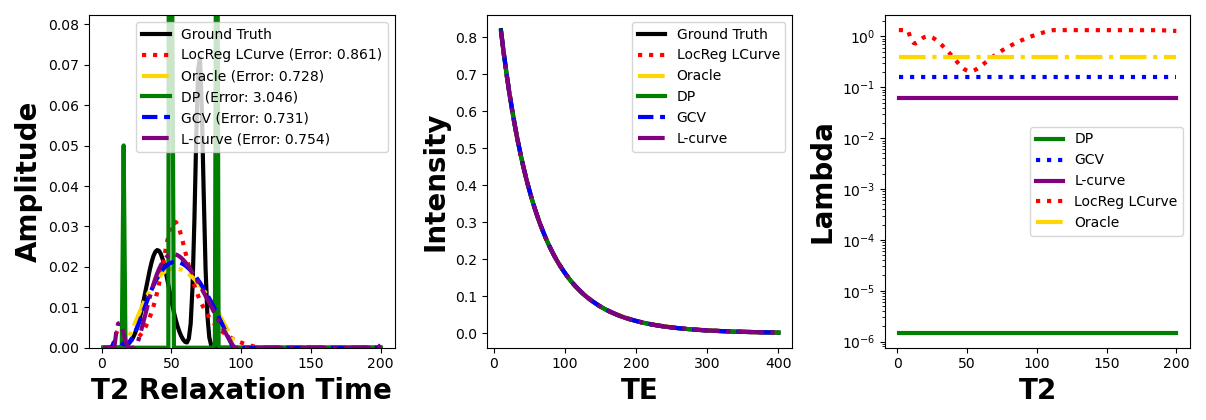 Amplitude
0.08
0.07
0.06
0.05
0.04
0.03
0.02
0.01
0.00
Ground Truth
LocReg LCurve (Error: 0.861)
Oracle (Error: 0.728)
DP (Error: 3.046)
GCV (Error: 0.731)
L-curve (Error: 0.754)
0 50 100 150 200
T2 Relaxation Time
Intensity
0.8
0.7
0.6
0.5
0.4
0.3
0.2
0.1
0.0
Ground Truth
LocReg LCurve
Oracle
DP
GCV
L-curve
0 100 200 300 400
TE
Lambda
10⁰
10⁻¹
10⁻²
10⁻³
10⁻⁴
10⁻⁵
10⁻⁶
DP
GCV
L-curve
LocReg LCurve
Oracle
0 50 100 150 200
T2